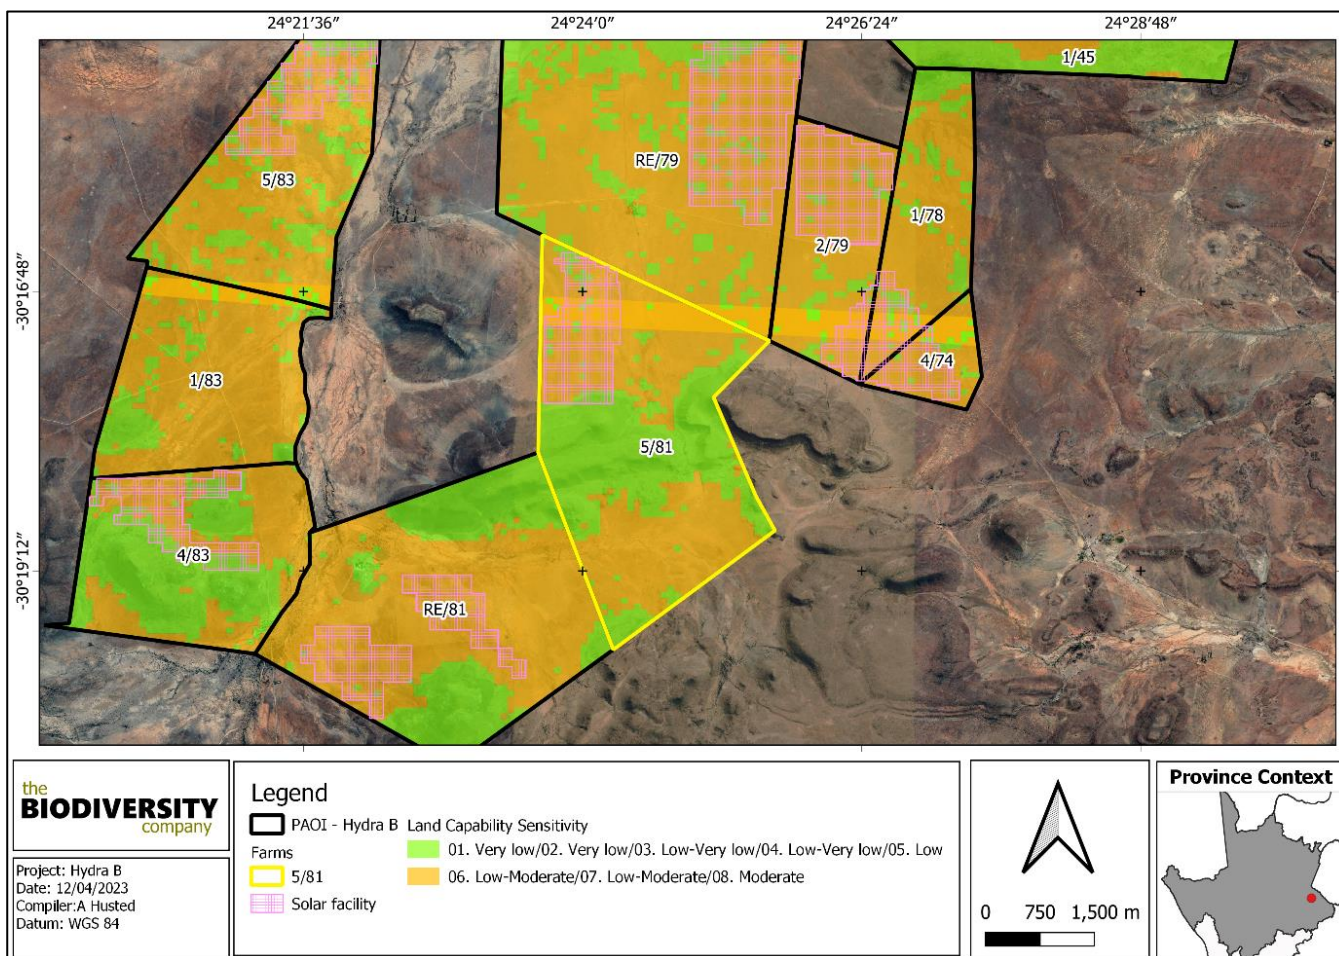 24°21'36" 24°24'0" 24°26'24" 24°28'48"
1/45
RE/79
5/83
1/78
2/79
-30°16'48"
4/74
1/83
5/81
4/83
-30°19'12"
RE/81
the
BIODIVERSITY
company
Project: Hydra B
Date: 12/04/2023
Compiler:A Husted
Datum: WGS 84
Legend
PAOI - Hydra B
Farms
5/81
Solar facility
Land Capability Sensitivity
01. Very low/02. Very low/03. Low-Very low/04. Low-Very low/05. Low
06. Low-Moderate/07. Low-Moderate/08. Moderate
0 750 1,500 m
Province Context